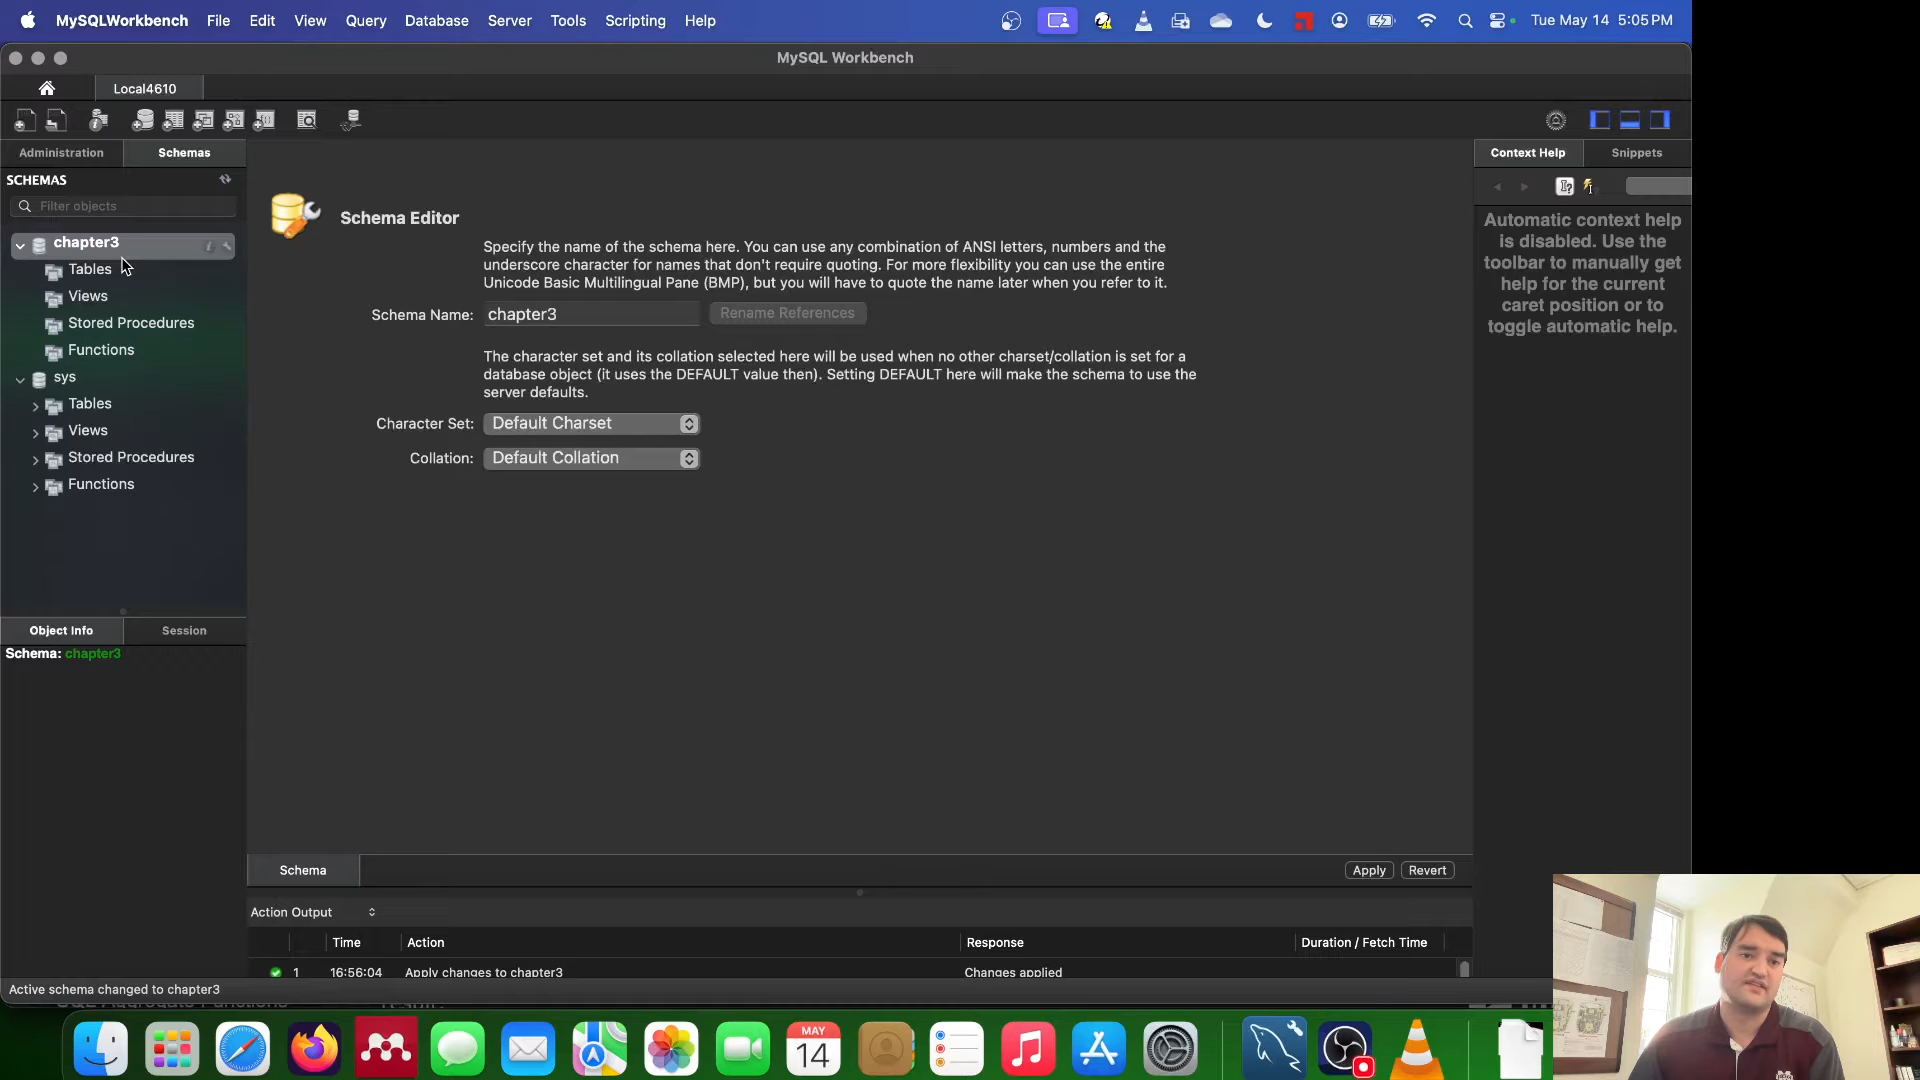 MySQLWorkbench File Edit View Query Database Server Tools Scripting Help Tue May 14 5:05 PM
MySQL Workbench
Local4610
Administration Schemas
Context Help Snippets
SCHEMAS
Filter objects
chapter3
Tables
Views
Stored Procedures
Functions
sys
Tables
Views
Stored Procedures
Functions
Object Info Session
Schema: chapter3
Schema Editor
Specify the name of the schema here. You can use any combination of ANSI letters, numbers and the
underscore character for names that don't require quoting. For more flexibility you can use the entire
Unicode Basic Multilingual Pane (BMP), but you will have to quote the name later when you refer to it.
Schema Name: chapter3 Rename References
The character set and its collation selected here will be used when no other charset/collation is set for a
database object (it uses the DEFAULT value then). Setting DEFAULT here will make the schema to use the
server defaults.
Character Set: Default Charset
Collation: Default Collation
Automatic context help
is disabled. Use the
toolbar to manually get
help for the current
caret position or to
toggle automatic help.
Schema Apply Revert
Action Output
Time Action Response Duration / Fetch Time
1 16:56:04 Apply changes to chapter3 Changes applied
Active schema changed to chapter3
MAY
14